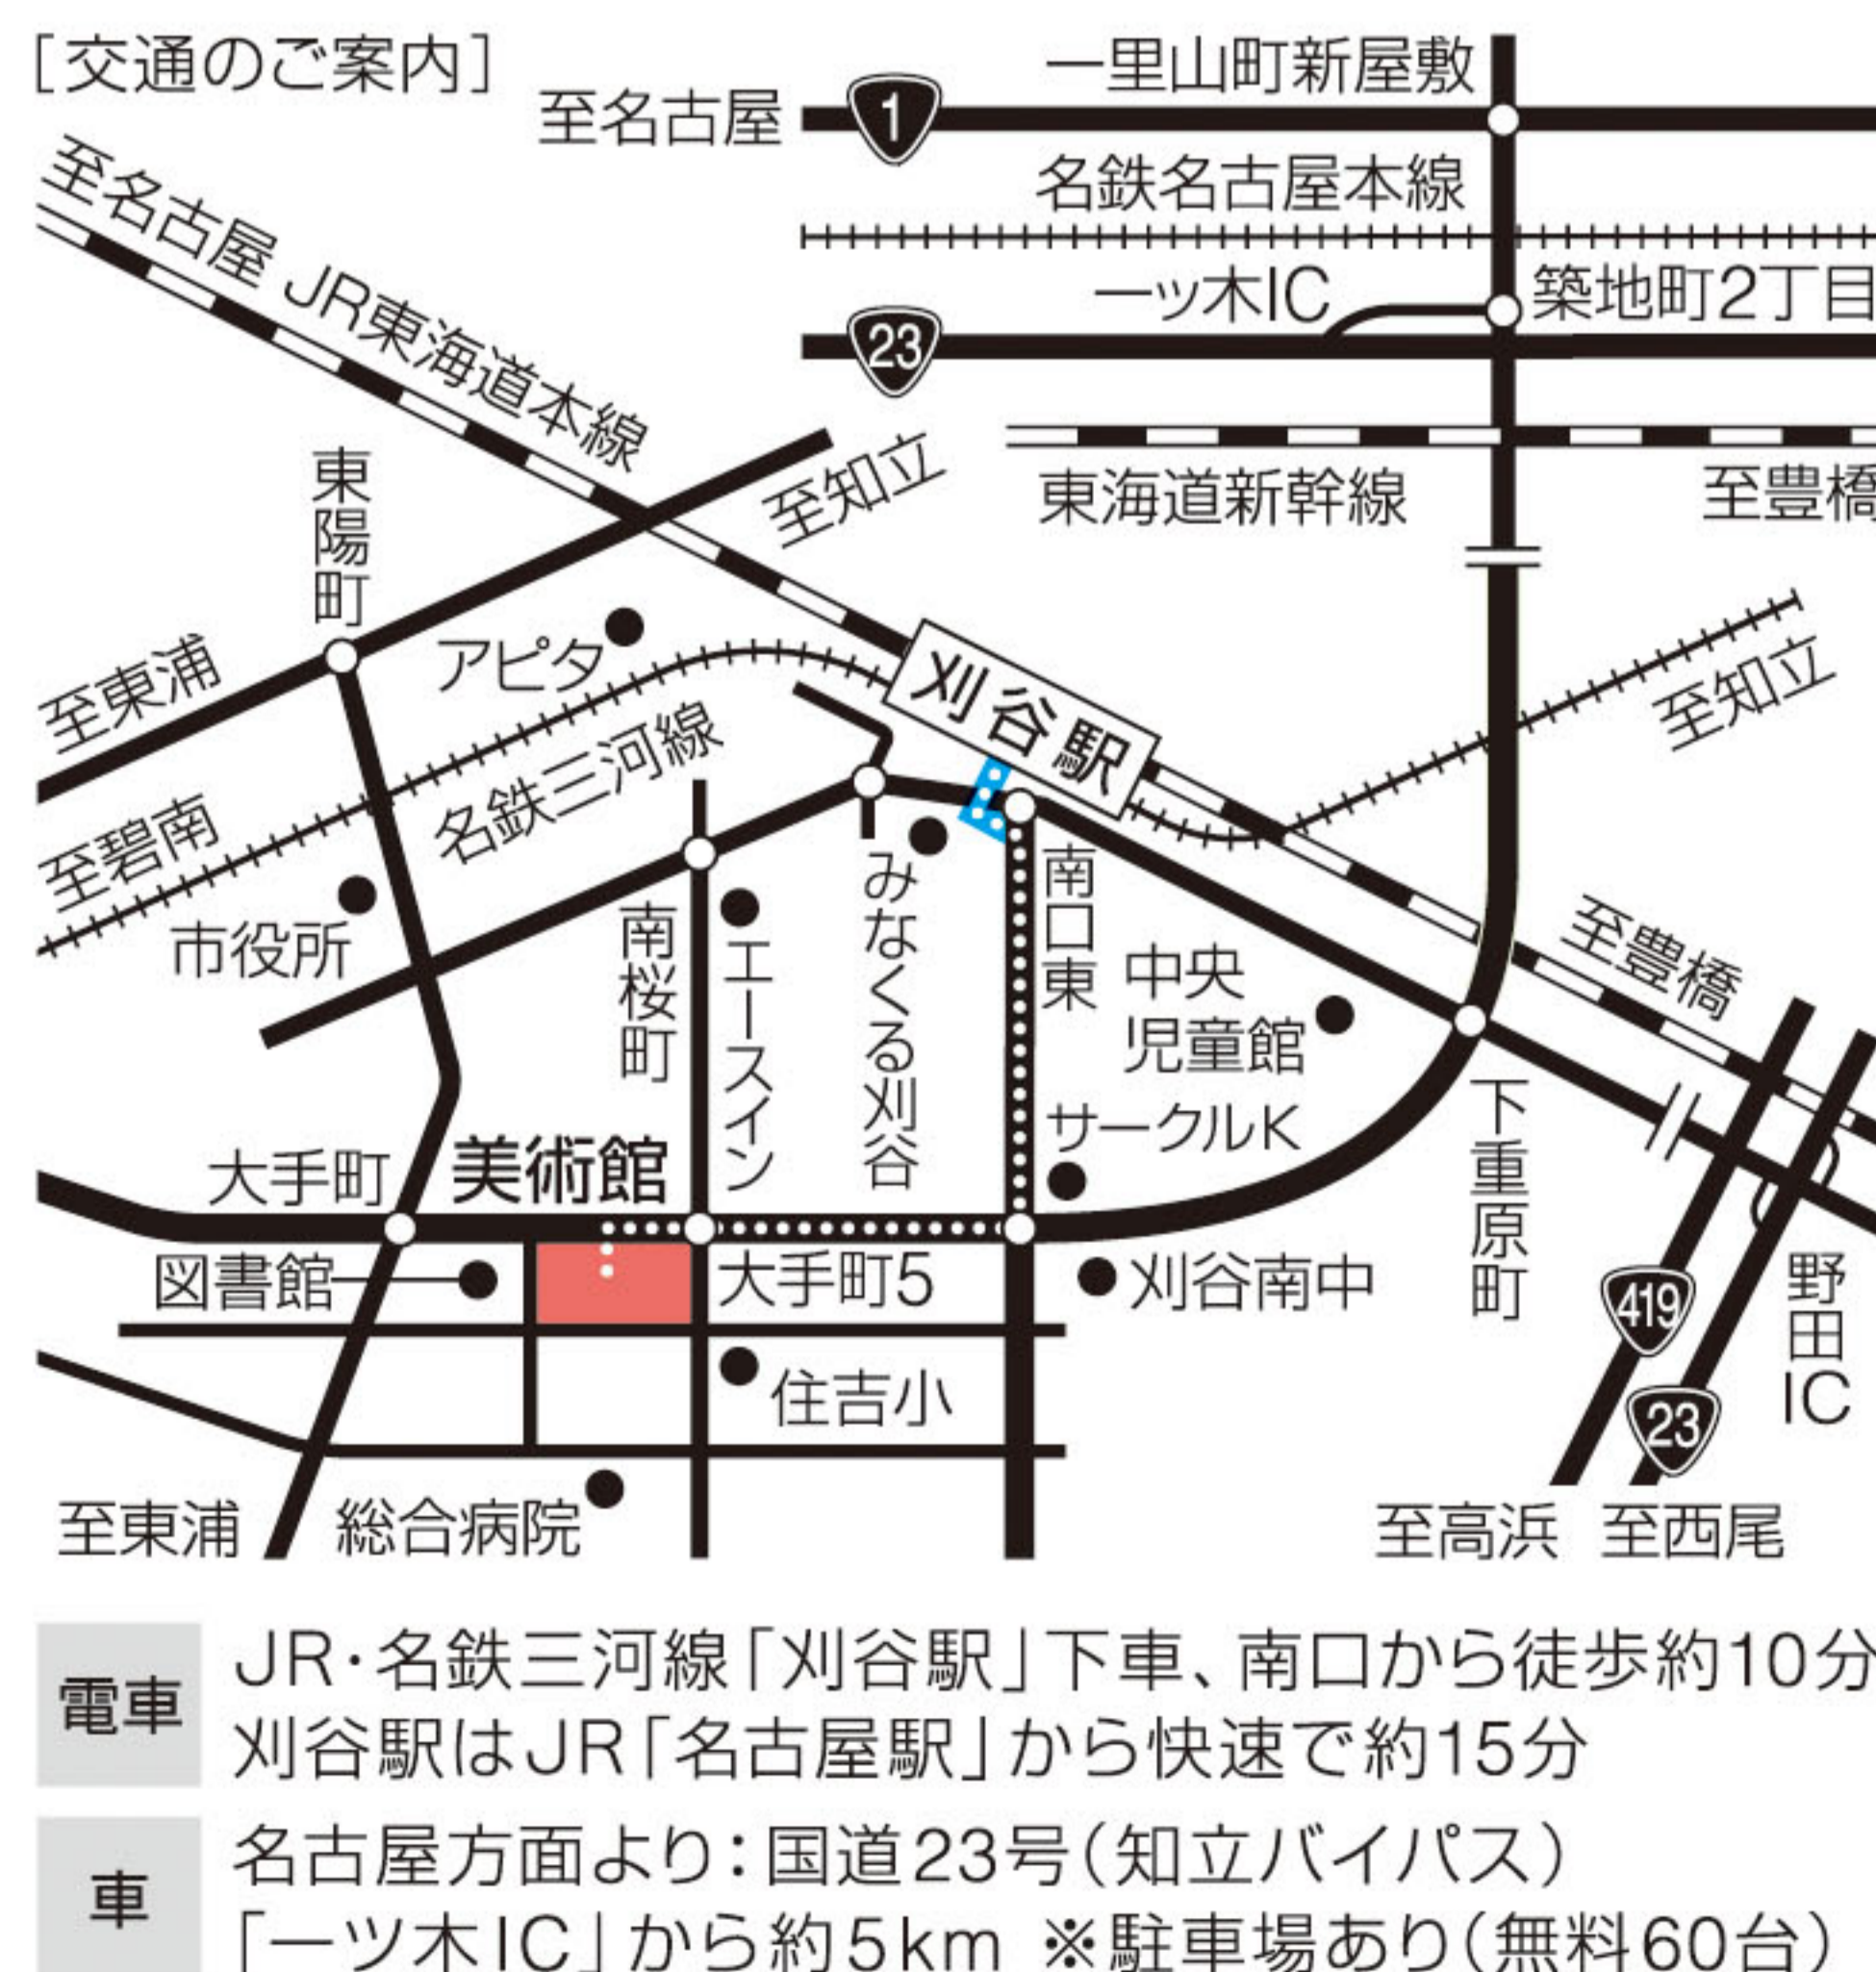 [交通のご案内]
一里山町新屋敷
至名古屋
1
名鉄名古屋本線
至名古屋 JR東海道本線
一ッ木IC
築地町2丁目
23
至知立
東海道新幹線
至豊橋
東陽町
アピタ
刈谷駅
至東浦
至知立
名鉄三河線
至碧南
市役所
南桜町
エースイン
みなくる刈谷
南口東
中央
児童館
至豊橋
サークルK
下重原町
大手町
美術館
図書館
大手町5
刈谷南中
419
野田IC
住吉小
23
至東浦
総合病院
至高浜
至西尾
電車
JR・名鉄三河線「刈谷駅」下車、南口から徒歩約10分
刈谷駅はJR「名古屋駅」から快速で約15分
車
名古屋方面より：国道23号（知立バイパス）
「一ツ木IC」から約5km ※駐車場あり（無料60台）